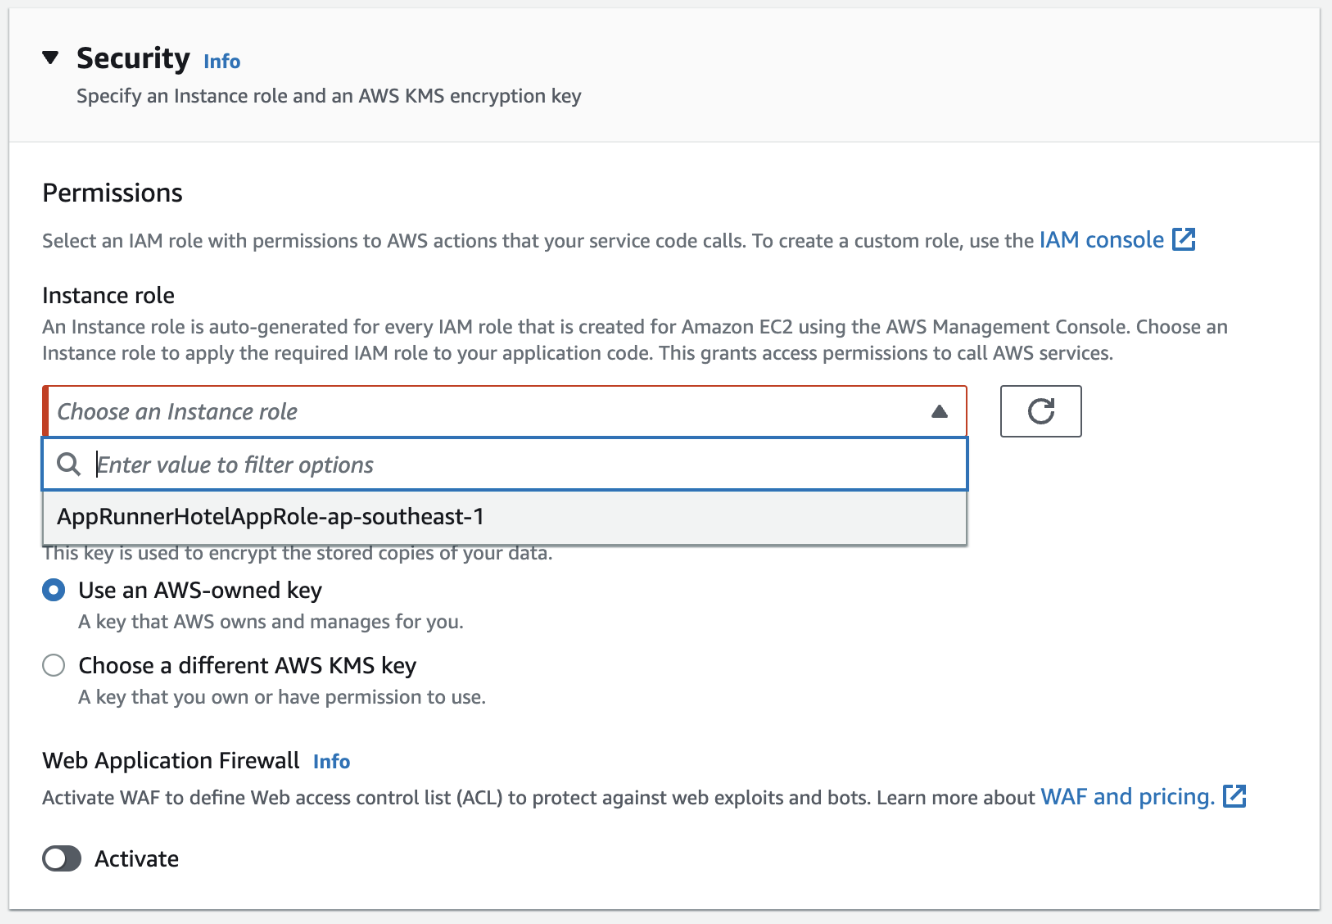 Security Info
Specify an Instance role and an AWS KMS encryption key
Permissions
Select an IAM role with permissions to AWS actions that your service code calls. To create a custom role, use the IAM console
Instance role
An Instance role is auto-generated for every IAM role that is created for Amazon EC2 using the AWS Management Console. Choose an
Instance role to apply the required IAM role to your application code. This grants access permissions to call AWS services.
Choose an Instance role
Enter value to filter options
AppRunnerHotelAppRole-ap-southeast-1
This key is used to encrypt the stored copies of your data.
Use an AWS-owned key
A key that AWS owns and manages for you.
Choose a different AWS KMS key
A key that you own or have permission to use.
Web Application Firewall Info
Activate WAF to define Web access control list (ACL) to protect against web exploits and bots. Learn more about WAF and pricing.
Activate